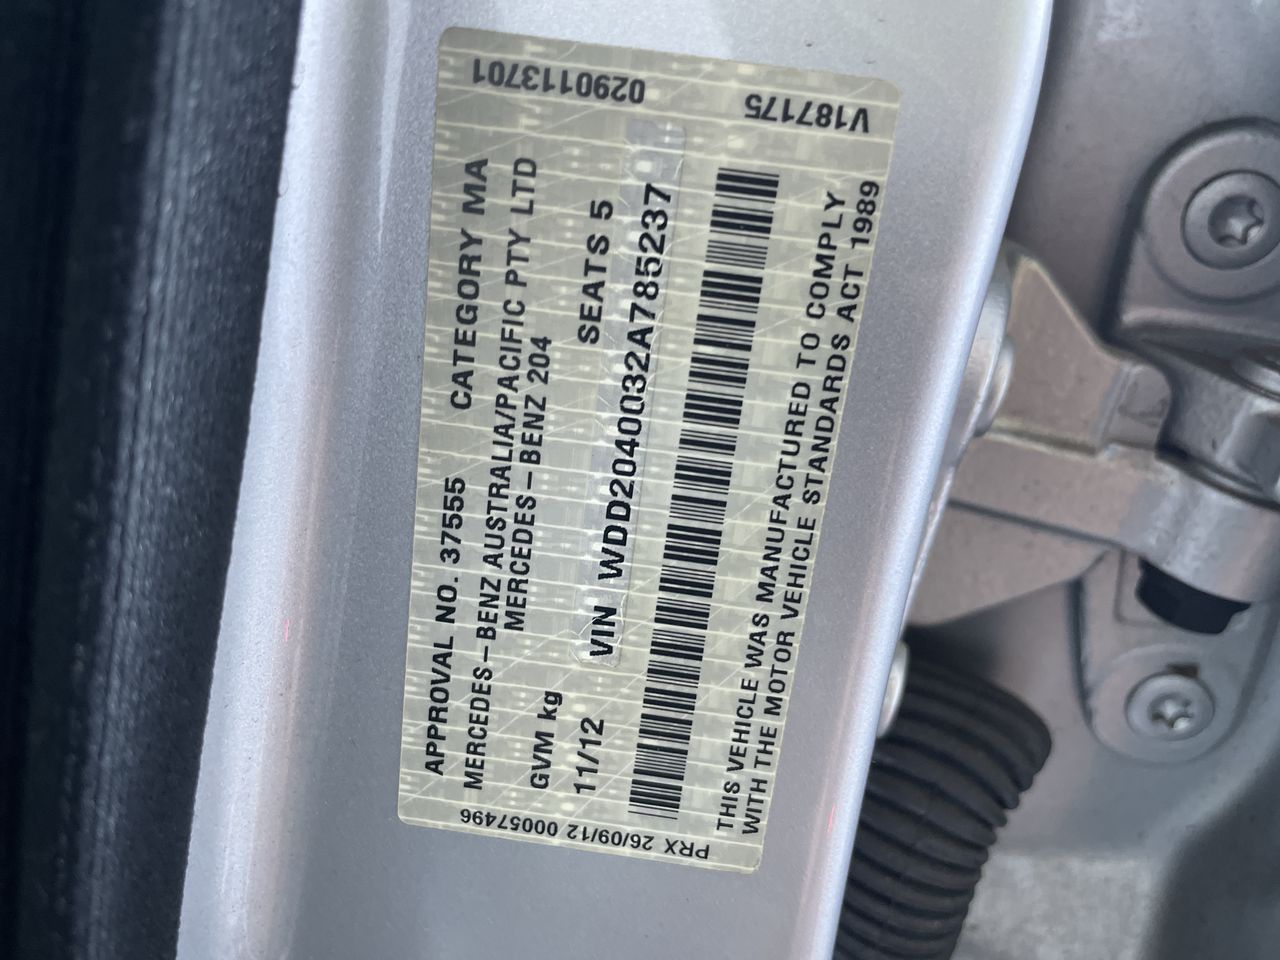 APPROVAL NO. 37555 CATEGORY MA
MERCEDES-BENZ AUSTRALIA/PACIFIC PTY LTD
MERCEDES-BENZ 204
GVM kg
11/12 SEATS 5
VIN WDD2040032A785237
THIS VEHICLE WAS MANUFACTURED TO COMPLY
WITH THE MOTOR VEHICLE STANDARDS ACT 1989
0290113701
V187175
PRX 26/09/12 00057496